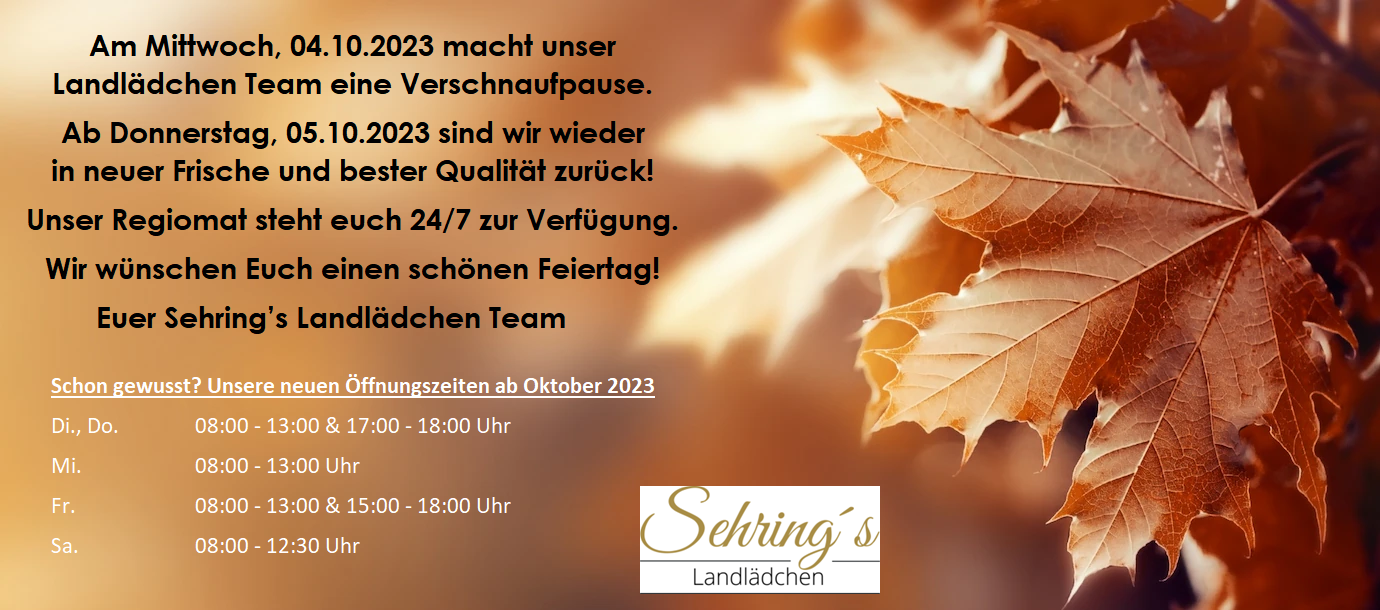 Am Mittwoch, 04.10.2023 macht unser
Landlädchen Team eine Verschnaufpause.
Ab Donnerstag, 05.10.2023 sind wir wieder
in neuer Frische und bester Qualität zurück!
Unser Regiomat steht euch 24/7 zur Verfügung.
Wir wünschen Euch einen schönen Feiertag!
Euer Sehring’s Landlädchen Team
Schon gewusst? Unsere neuen Öffnungszeiten ab Oktober 2023
Di., Do. 08:00 - 13:00 & 17:00 - 18:00 Uhr
Mi. 08:00 - 13:00 Uhr
Fr. 08:00 - 13:00 & 15:00 - 18:00 Uhr
Sa. 08:00 - 12:30 Uhr
Sehring´s
Landlädchen